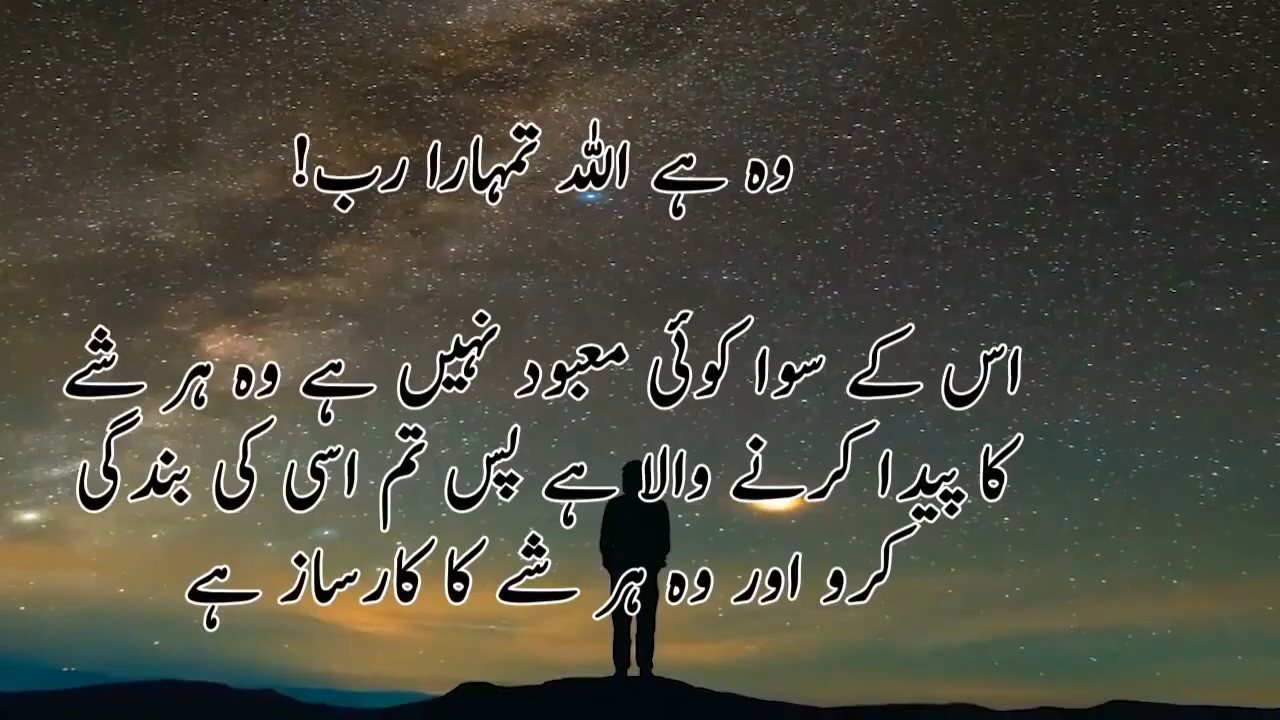 وہ ہے اللہ تمہارا رب!
اس کے سوا کوئی معبود نہیں ہے وہ ہر شے
کا پیدا کرنے والا ہے پس تم اسی کی بندگی
کرو اور وہ ہر شے کا کارساز ہے